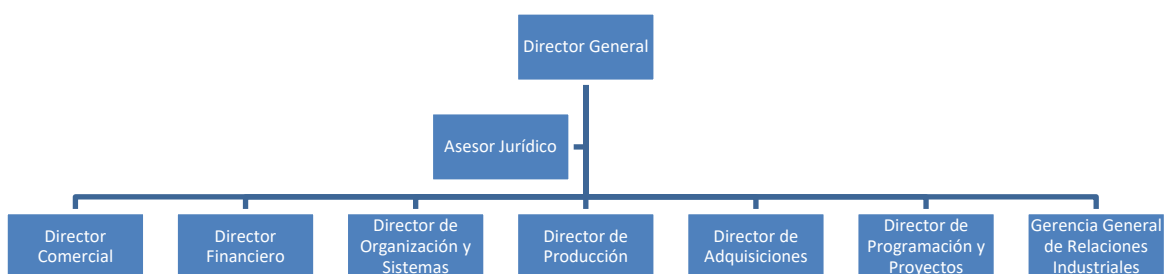 Director General
Asesor Jurídico
Director
Comercial
Director
Financiero
Director de
Organización y
Sistemas
Director de
Producción
Director de
Adquisiciones
Director de
Programación y
Proyectos
Gerencia General
de Relaciones
Industriales